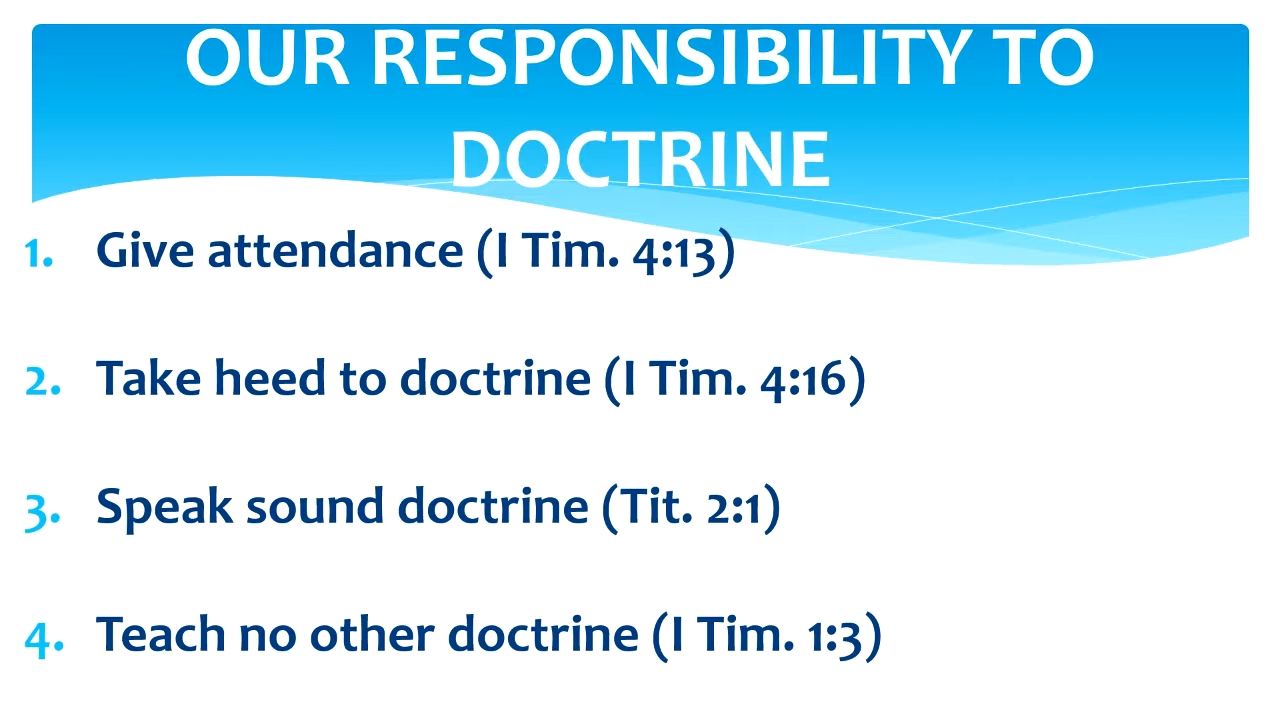 OUR RESPONSIBILITY TO
DOCTRINE
1. Give attendance (I Tim. 4:13)
2. Take heed to doctrine (I Tim. 4:16)
3. Speak sound doctrine (Tit. 2:1)
4. Teach no other doctrine (I Tim. 1:3)